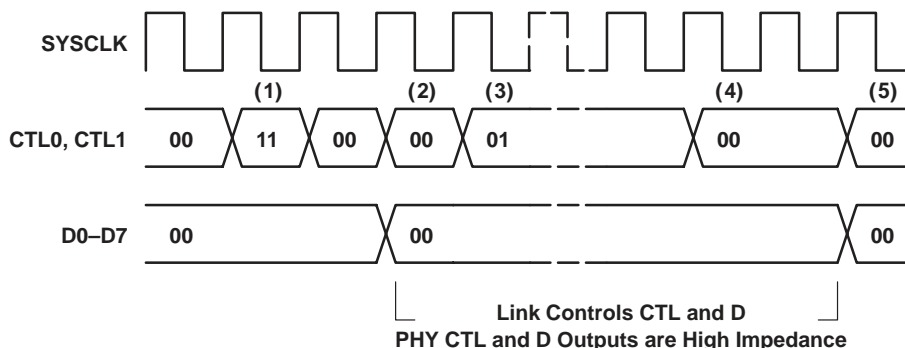 SYSCLK
(1) (2) (3) (4) (5)
CTL0, CTL1 00 11 00 00 01 00 00
D0–D7 00 00 00
Link Controls CTL and D
PHY CTL and D Outputs are High Impedance